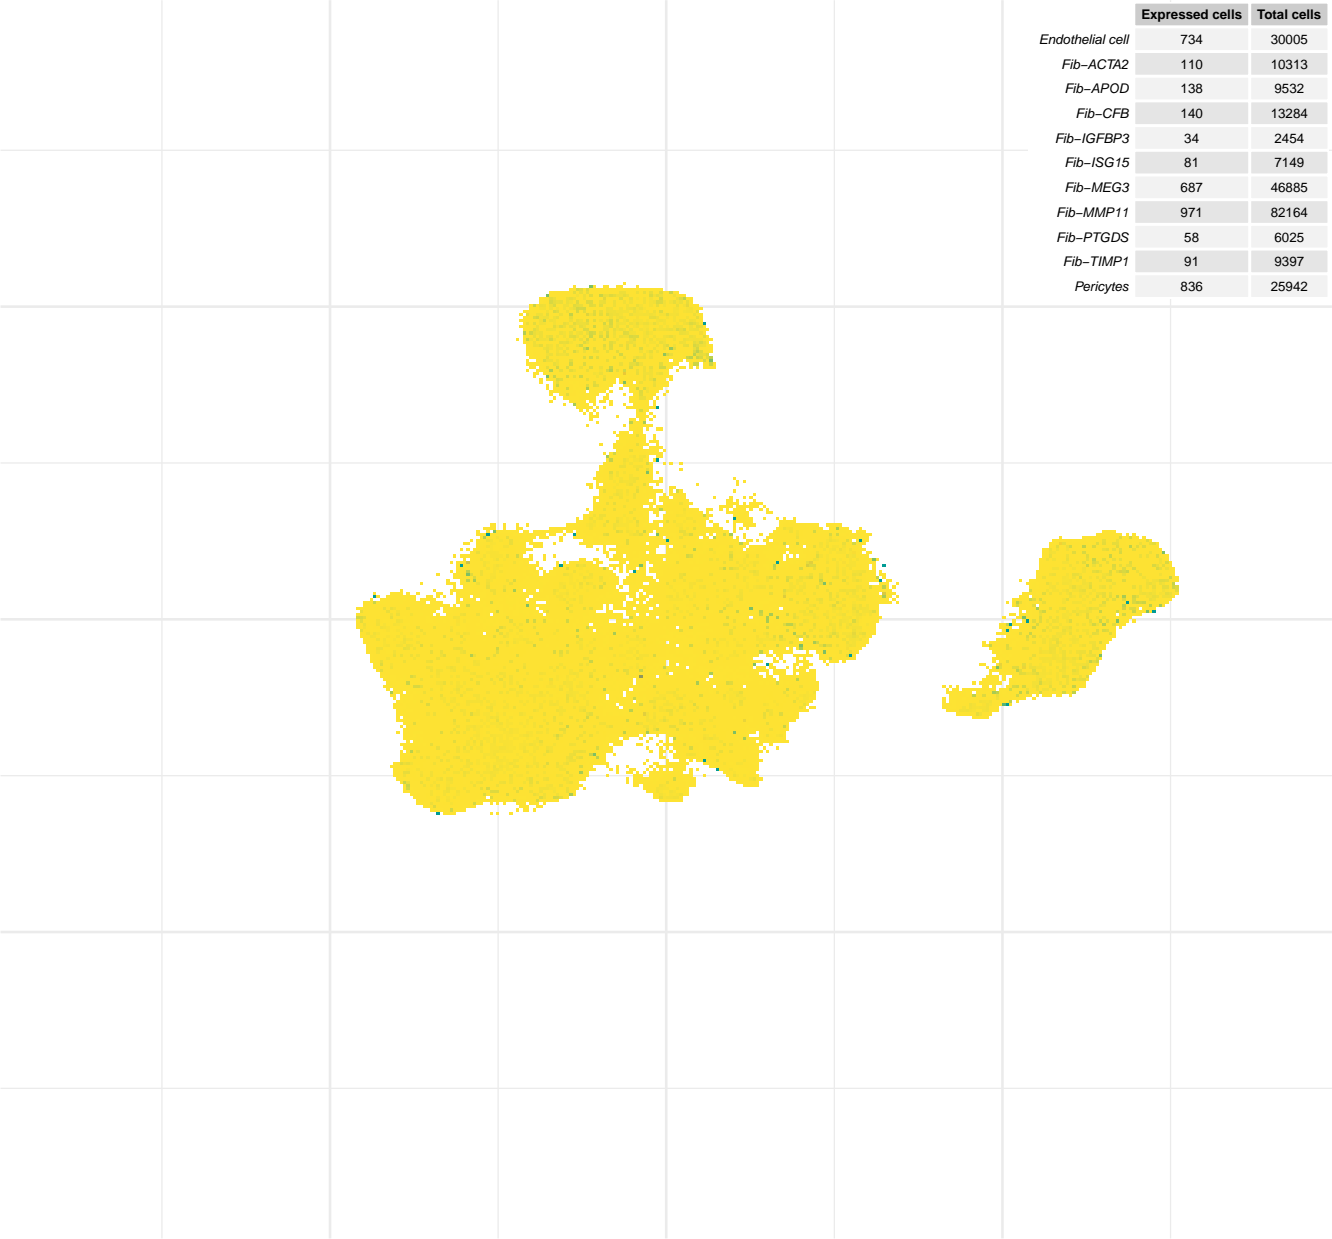 Expressed cells Total cells
Endothelial cell 734 30005
Fib−ACTA2 110 10313
Fib−APOD 138 9532
Fib−CFB 140 13284
Fib−IGFBP3 34 2454
Fib−ISG15 81 7149
Fib−MEG3 687 46885
Fib−MMP11 971 82164
Fib−PTGDS 58 6025
Fib−TIMP1 91 9397
Pericytes 836 25942